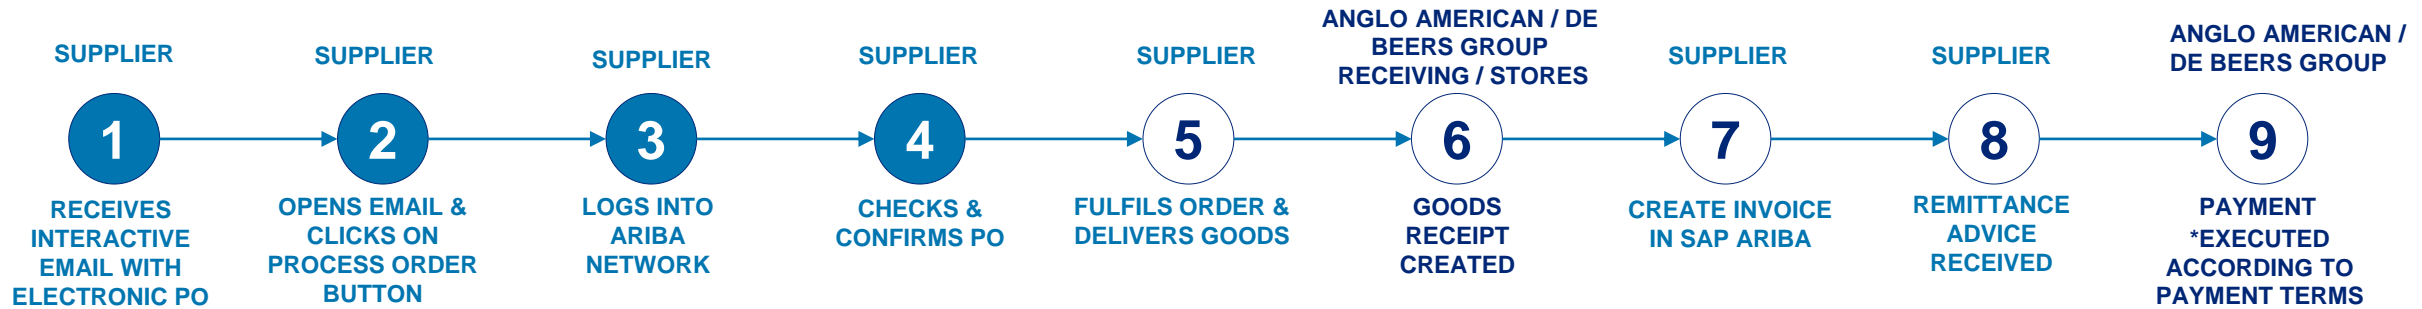 SUPPLIER
1
RECEIVES
INTERACTIVE
EMAIL WITH
ELECTRONIC PO
SUPPLIER
2
OPENS EMAIL &
CLICKS ON
PROCESS ORDER
BUTTON
SUPPLIER
3
LOGS INTO
ARIBA
NETWORK
SUPPLIER
4
CHECKS &
CONFIRMS PO
SUPPLIER
5
FULFILS ORDER &
DELIVERS GOODS
ANGLO AMERICAN / DE
BEERS GROUP
RECEIVING / STORES
6
GOODS
RECEIPT
CREATED
SUPPLIER
7
CREATE INVOICE
IN SAP ARIBA
SUPPLIER
8
REMITTANCE
ADVICE
RECEIVED
ANGLO AMERICAN /
DE BEERS GROUP
9
PAYMENT
*EXECUTED
ACCORDING TO
PAYMENT TERMS